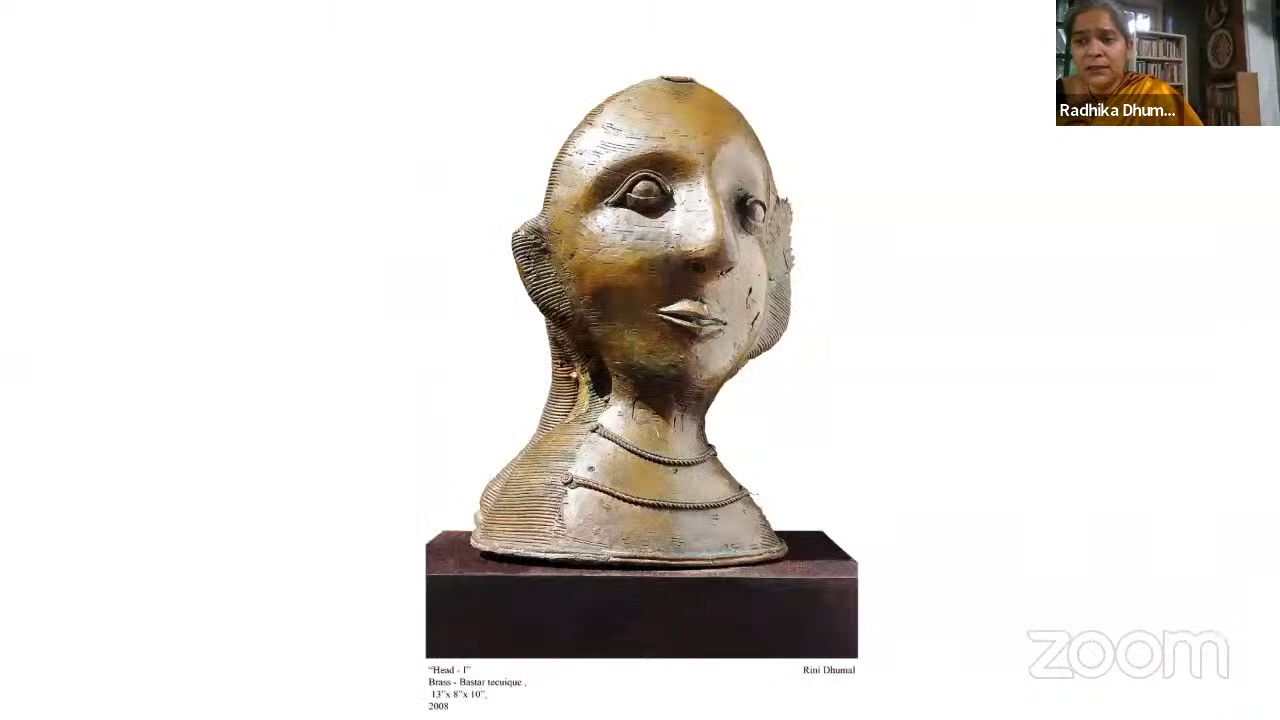 Radhika Dhum...
zoom
“Head - I”
Rini Dhumal
Brass - Bastar tecuique ,
13”x 8”x 10”,
2008